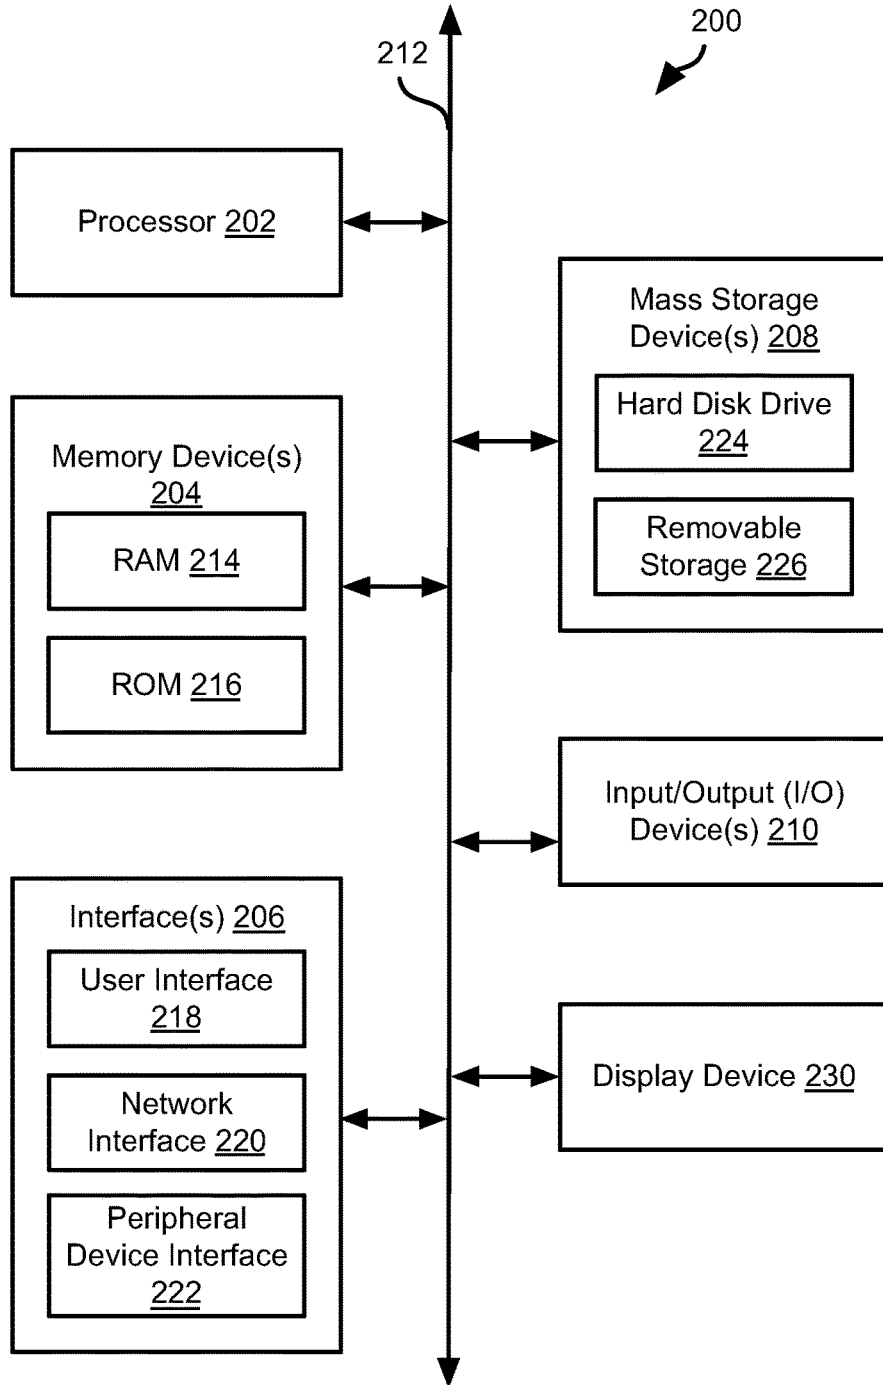 200
212
Processor 202
Mass Storage
Device(s) 208
Hard Disk Drive
224
Removable
Storage 226
Memory Device(s)
204
RAM 214
ROM 216
Input/Output (I/O)
Device(s) 210
Interface(s) 206
User Interface
218
Network
Interface 220
Peripheral
Device Interface
222
Display Device 230